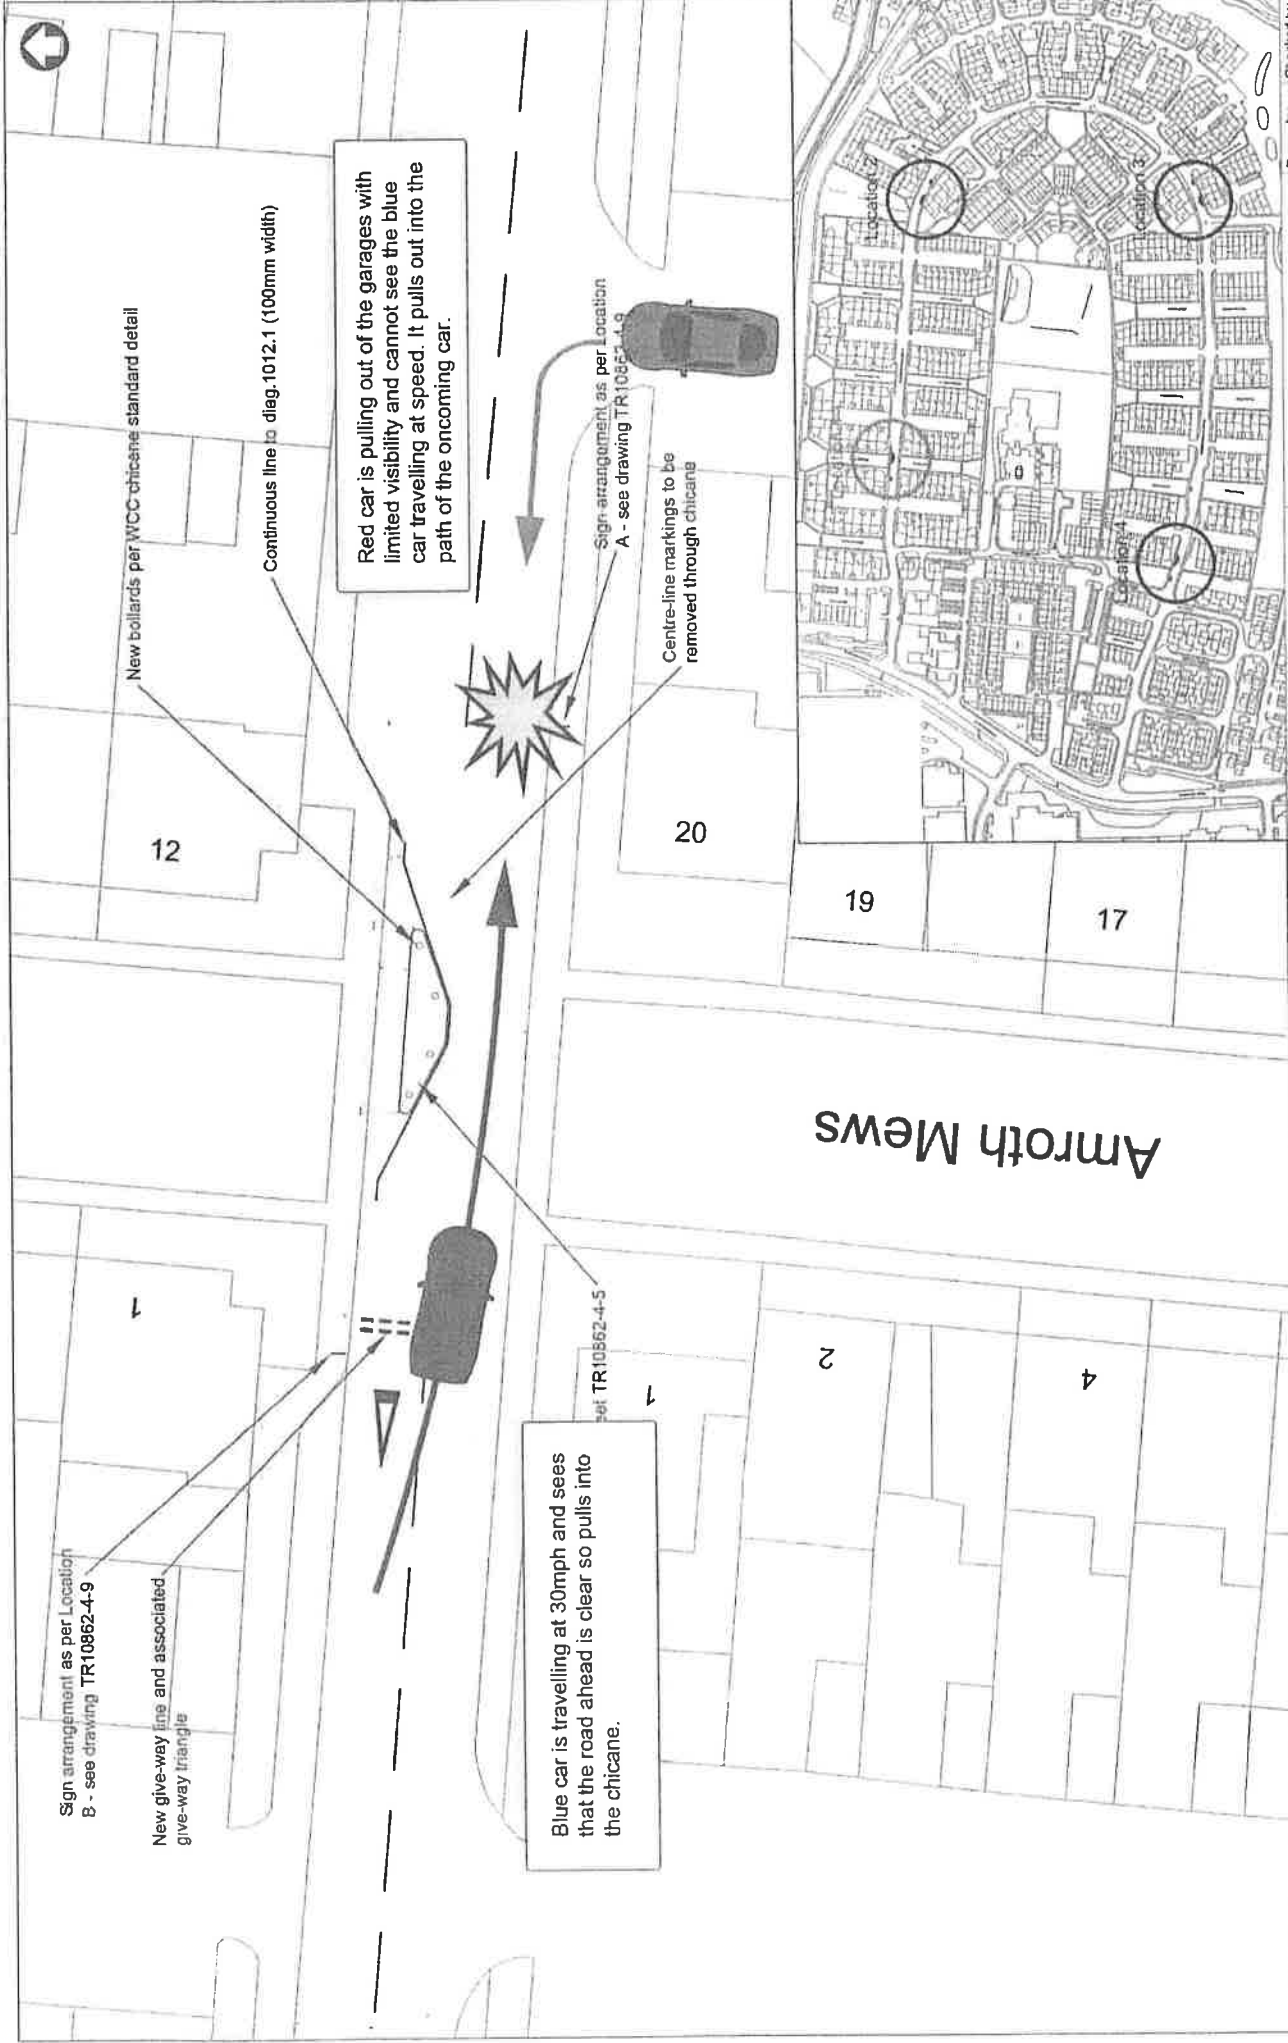 Sign arrangement as per Location
B - see drawing TR10862-4-9
New give-way line and associated
give-way triangle
New bollards per WCC chicene standard detail
Continuous line to diag.1012.1 (100mm width)
Red car is pulling out of the garages with
limited visibility and cannot see the blue
car travelling at speed. It pulls out into the
path of the oncoming car.
Blue car is travelling at 30mph and sees
that the road ahead is clear so pulls into
the chicane.
TR10862-4-5
Sign arrangement as per Location
A - see drawing TR10862-4-9
Centre-line markings to be
removed through chicane
1
12
1
2
4
20
19
17
Amroth Mews
Location 2
Location 3
Location 4